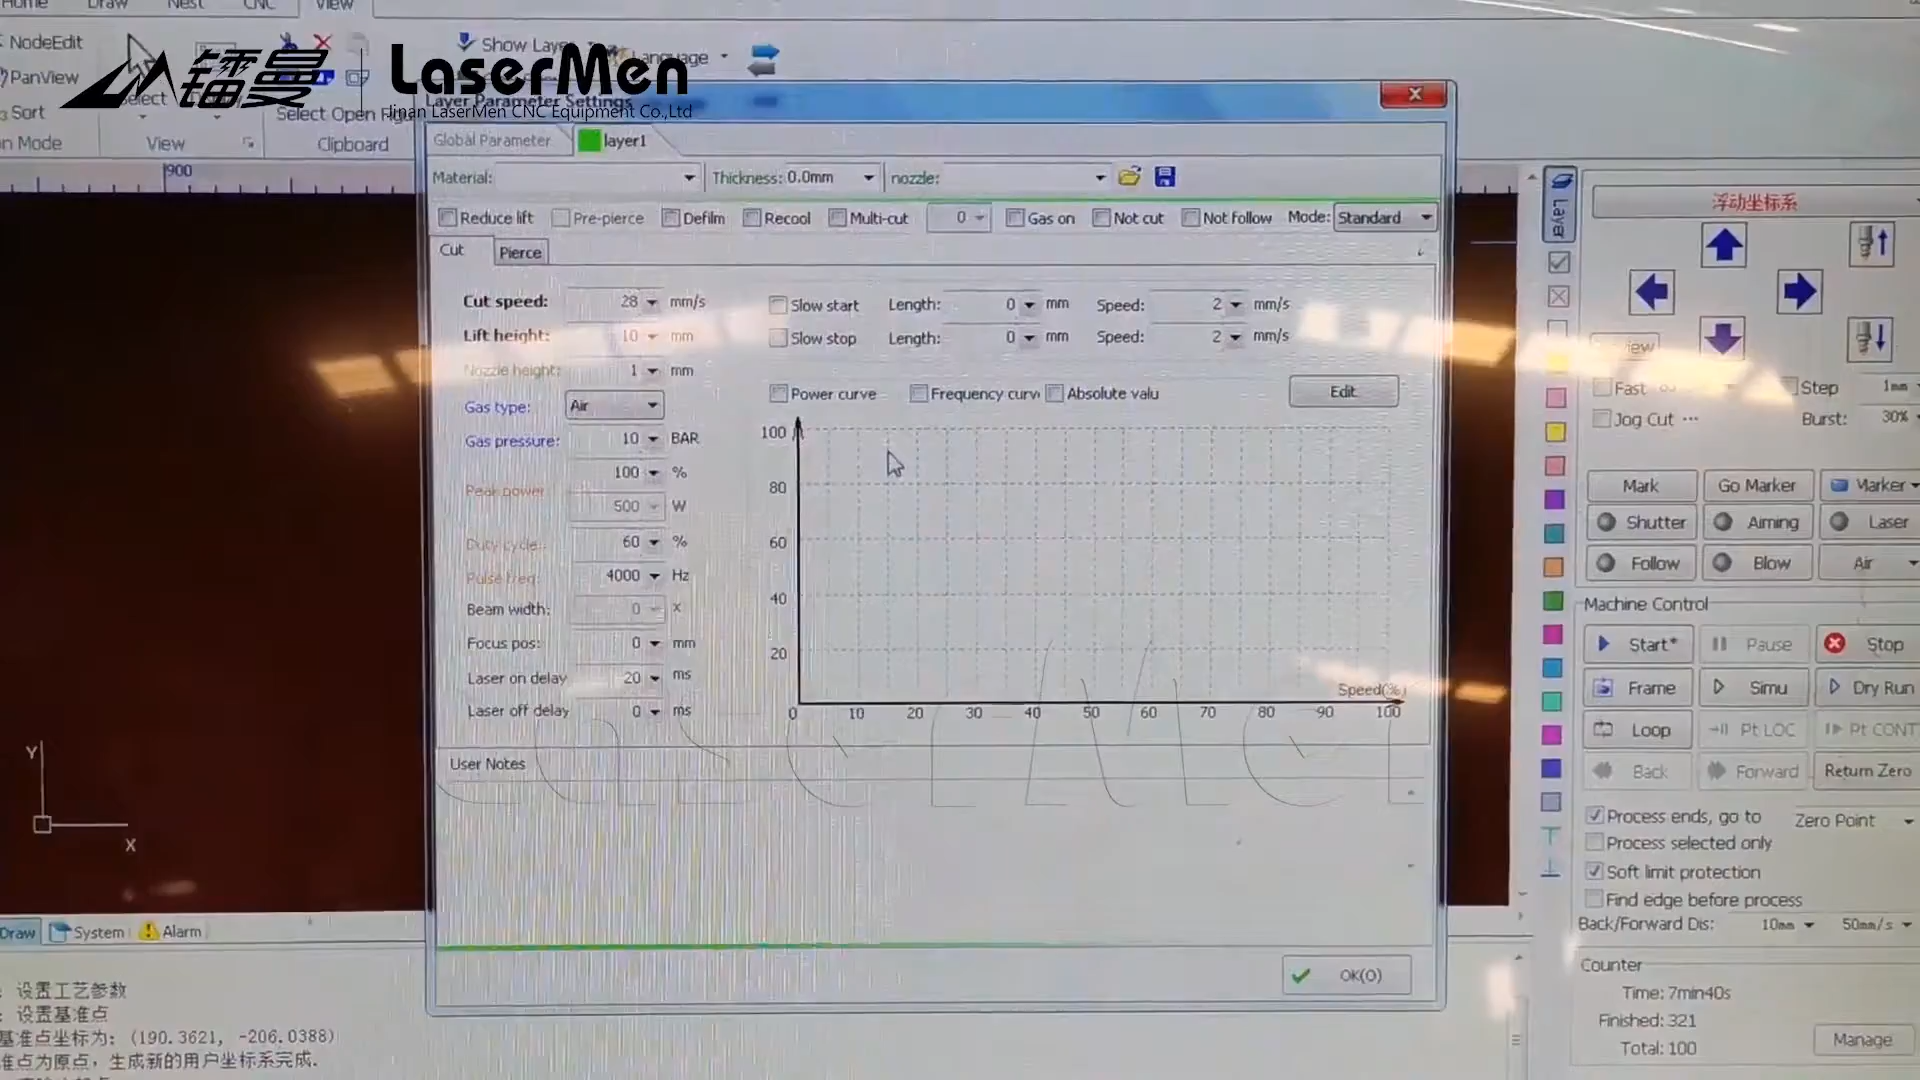 Home Draw Nest CNC View
NodeEdit
PanView
Sort
Select
Show Layer
Language
镭曼 LaserMen
Jinan LaserMen CNC Equipment Co.,Ltd
Select Open
View
Clipboard
900
Layer Parameter Settings
Global Parameter layer1
Material: Thickness: 0.0mm nozzle:
Reduce lift Pre-pierce Defilm Recool Multi-cut 0 Gas on Not cut Not follow Mode: Standard
Cut Pierce
Cut speed: 28 mm/s
Lift height: 10 mm
Nozzle height: 1 mm
Gas type: Air
Gas pressure: 10 BAR
100 %
Peak power
500 W
Duty cycle: 60 %
Pulse freq: 4000 Hz
Beam width: 0 x
Focus pos: 0 mm
Laser on delay 20 ms
Laser off delay 0 ms
Slow start Length: 0 mm Speed: 2 mm/s
Slow stop Length: 0 mm Speed: 2 mm/s
Power curve Frequency curv Absolute valu Edit
100
80
60
40
20
Speed(%)
0 10 20 30 40 50 60 70 80 90 100
User Notes
OK(O)
Y
X
Draw System Alarm
设置工艺参数
设置基准点
基准点坐标为: (190.3621, -206.0388)
准点为原点，生成新的用户坐标系完成.
Layer
浮动坐标系
Fast Step 1mm
Jog Cut ... Burst: 30%
Mark Go Marker Marker
Shutter Aiming Laser
Follow Blow Air
Machine Control
Start* Pause Stop
Frame Simu Dry Run
Loop Pt LOC Pt CONT
Back Forward Return Zero
Process ends, go to Zero Point
Process selected only
Soft limit protection
Find edge before process
Back/Forward Dis: 10mm 50mm/s
Counter
Time: 7min40s
Finished: 321
Total: 100 Manage